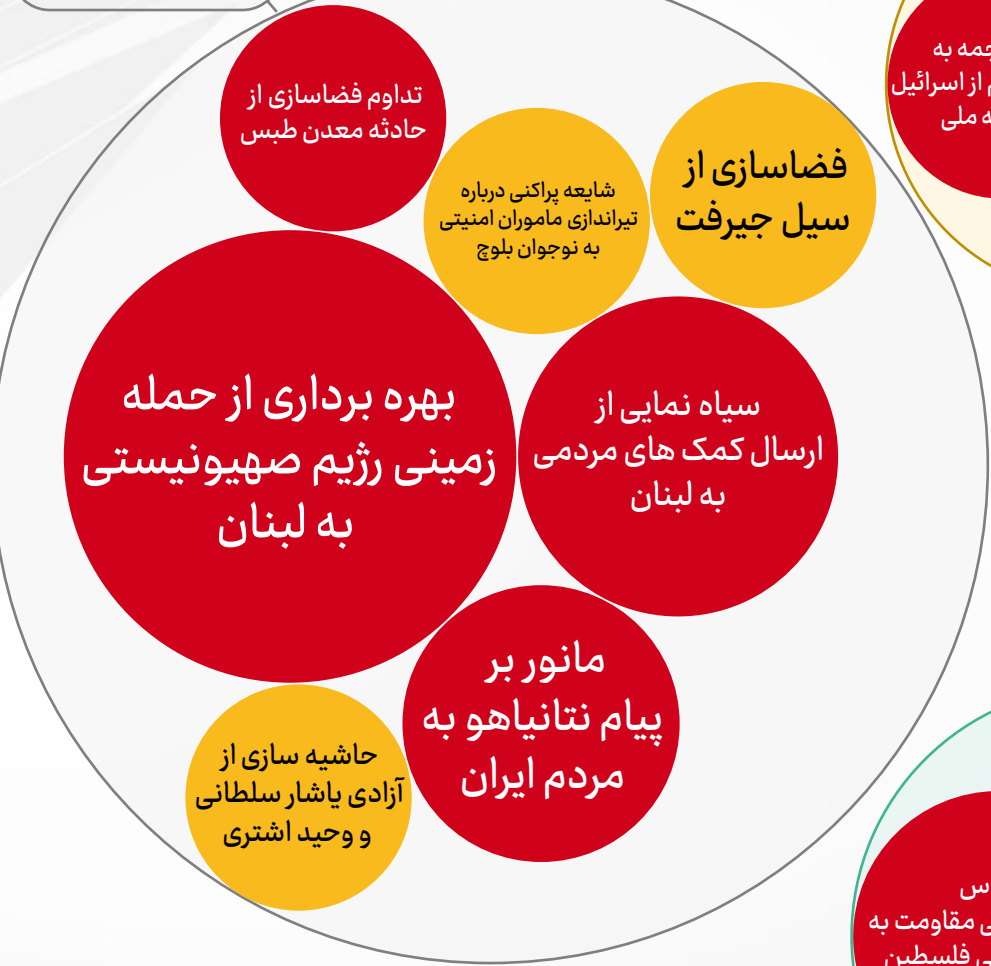 تداوم فضاسازی از
حادثه معدن طبس
شایعه پراکنی درباره
تیراندازی ماموران امنیتی
به نوجوان بلوچ
فضاسازی از
سیل جیرفت
بهره برداری از حمله
زمینی رژیم صهیونیستی
به لبنان
سیاه نمایی از
ارسال کمک های مردمی
به لبنان
مانور بر
پیام نتانیاهو به
مردم ایران
حاشیه سازی از
آزادی یاشار سلطانی
و وحید اشتری
به
از اسرائیل
ملی
مقاومت به
فلسطین